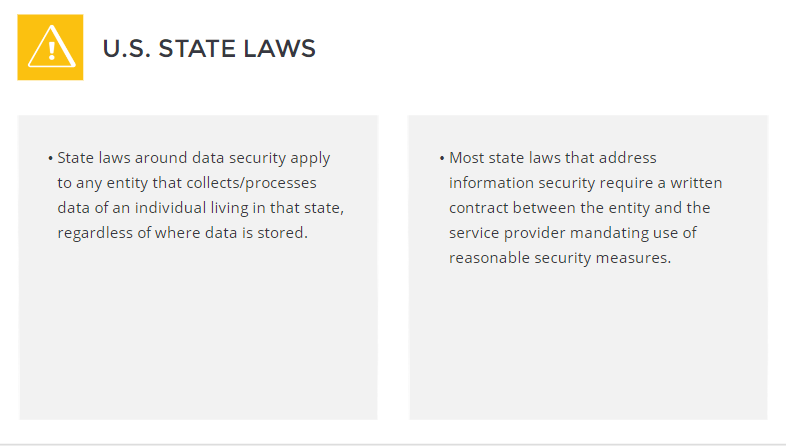 U.S. STATE LAWS
• State laws around data security apply
to any entity that collects/processes
data of an individual living in that state,
regardless of where data is stored.
• Most state laws that address
information security require a written
contract between the entity and the
service provider mandating use of
reasonable security measures.